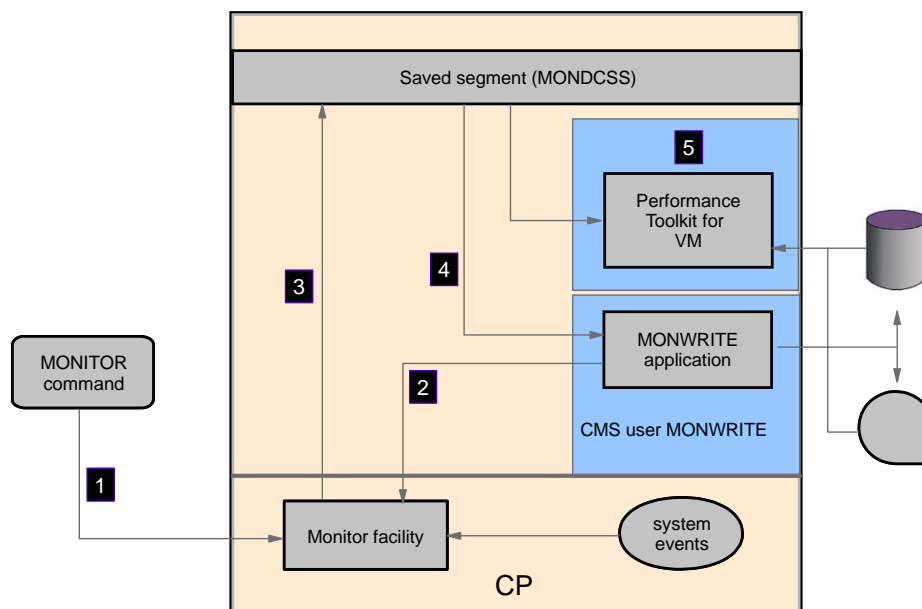 Saved segment (MONDCSS)
5
Performance
Toolkit for
VM
4
3
MONITOR
command
MONWRITE
application
2
CMS user MONWRITE
1
Monitor facility
system
events
CP